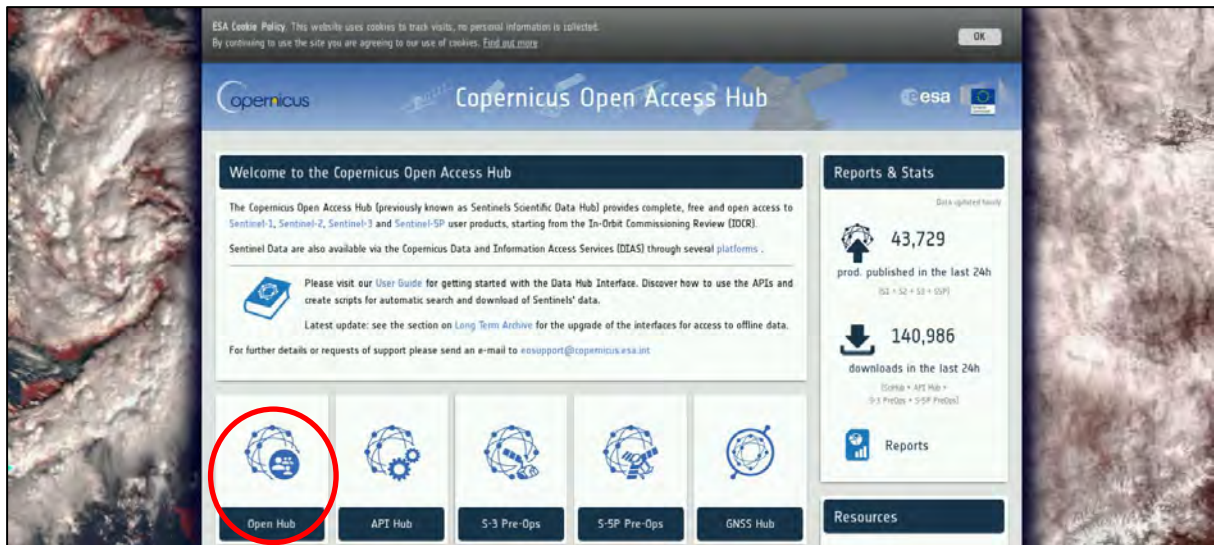 ESA Cookie Policy. This website uses cookies to track visits, no personal information is collected.
By continuing to use the site you are agreeing to our use of cookies. Find out more
OK
opernicus
Copernicus Open Access Hub
esa
Welcome to the Copernicus Open Access Hub
The Copernicus Open Access Hub (previously known as Sentinels Scientific Data Hub) provides complete, free and open access to
Sentinel-1, Sentinel-2, Sentinel-3 and Sentinel-5P user products, starting from the In-Orbit Commissioning Review (IOCR).
Sentinel Data are also available via the Copernicus Data and Information Access Services (DIAS) through several platforms .
Please visit our User Guide for getting started with the Data Hub Interface. Discover how to use the APIs and
create scripts for automatic search and download of Sentinels' data.
Latest update: see the section on Long Term Archive for the upgrade of the interfaces for access to offline data.
For further details or requests of support please send an e-mail to eosupport@copernicus.esa.int
Open Hub
API Hub
S-3 Pre-Ops
S-5P Pre-Ops
GNSS Hub
Reports & Stats
Data updated hourly
43,729
prod. published in the last 24h
(S1 + S2 + S3 + S5P)
140,986
downloads in the last 24h
(SciHub + API Hub +
S-3 PreOps + S-5P PreOps)
Reports
Resources